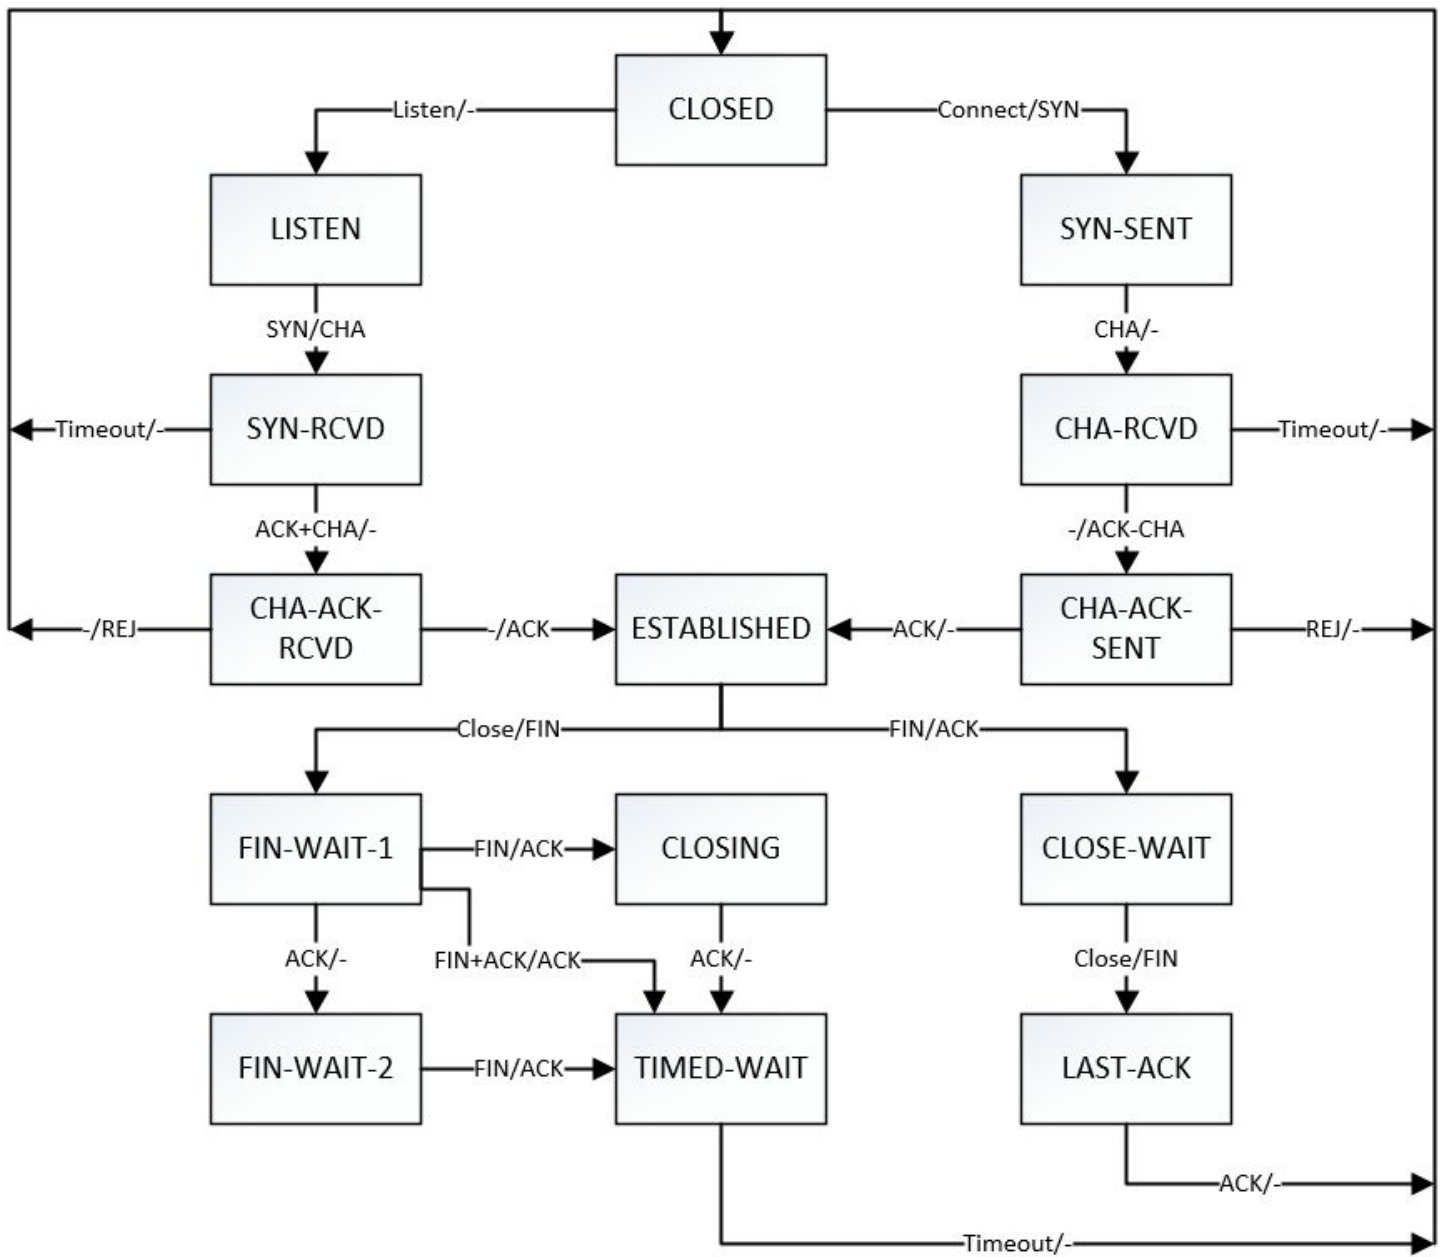 CLOSED
Listen/-
Connect/SYN
LISTEN
SYN-SENT
SYN/CHA
CHA/-
Timeout/-
SYN-RCVD
CHA-RCVD
Timeout/-
ACK+CHA/-
-/ACK-CHA
-/REJ
CHA-ACK-
RCVD
-/ACK
ESTABLISHED
ACK/-
CHA-ACK-
SENT
REJ/-
Close/FIN
FIN/ACK
FIN-WAIT-1
FIN/ACK
CLOSING
CLOSE-WAIT
ACK/-
FIN+ACK/ACK
ACK/-
Close/FIN
FIN-WAIT-2
FIN/ACK
TIMED-WAIT
LAST-ACK
ACK/-
Timeout/-